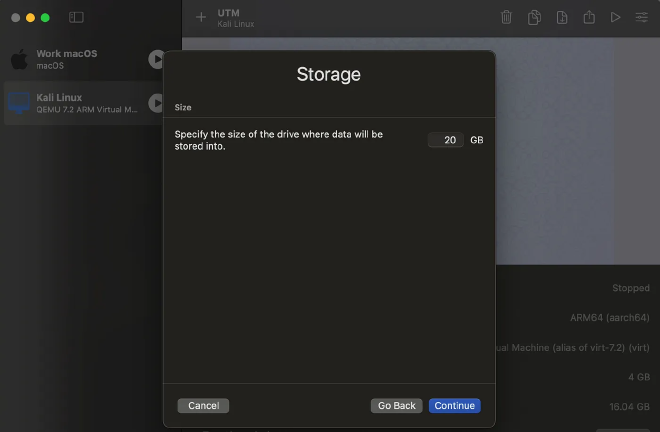 UTM
Kali Linux
Work macOS
macOS
Kali Linux
QEMU 7.2 ARM Virtual M...
Storage
Size
Specify the size of the drive where data will be
stored into.
20 GB
Stopped
ARM64 (aarch64)
Machine (alias of virt-7.2) (virt)
4 GB
16.04 GB
Cancel
Go Back
Continue